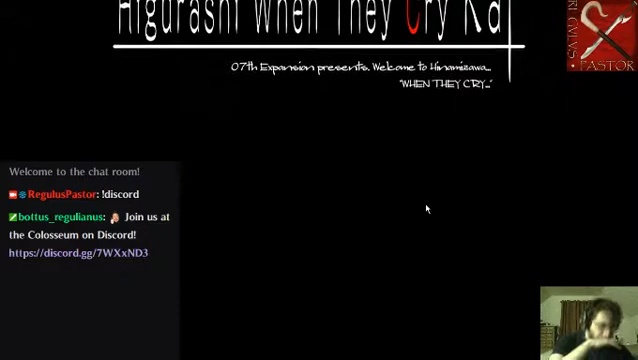 Higurashi When They Cry
07th Expansion presents. Welcome to Hinamizawa...
"WHEN THEY CRY..."
PASTOR
Welcome to the chat room!
RegulusPastor: !discord
bottus_regulianus: Join us at
the Colosseum on Discord!
https://discord.gg/7WXxND3